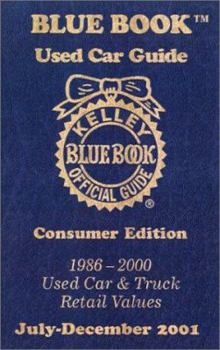 BLUE BOOK™
Used Car Guide
KELLEY
BLUE BOOK
OFFICIAL GUIDE
®
Consumer Edition
1986–2000
Used Car & Truck
Retail Values
July-December 2001